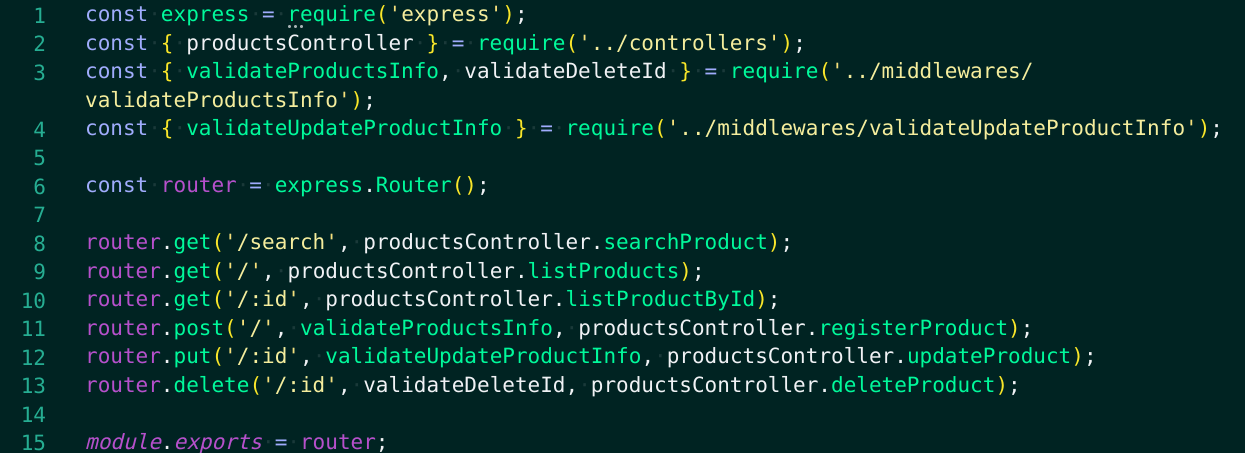 1 const express = require('express');
2 const { productsController } = require('../controllers');
3 const { validateProductsInfo, validateDeleteId } = require('../middlewares/
validateProductsInfo');
4 const { validateUpdateProductInfo } = require('../middlewares/validateUpdateProductInfo');
5
6 const router = express.Router();
7
8 router.get('/search', productsController.searchProduct);
9 router.get('/', productsController.listProducts);
10 router.get('/:id', productsController.listProductById);
11 router.post('/', validateProductsInfo, productsController.registerProduct);
12 router.put('/:id', validateUpdateProductInfo, productsController.updateProduct);
13 router.delete('/:id', validateDeleteId, productsController.deleteProduct);
14
15 module.exports = router;